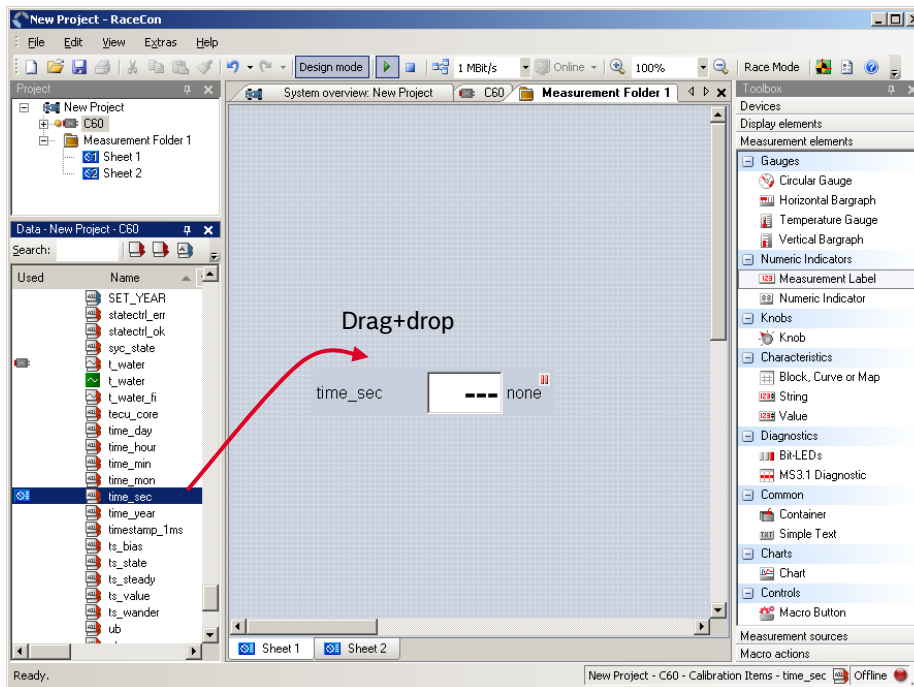 New Project - RaceCon
File Edit View Extras Help
Design mode 1 MBit/s Online 100% Race Mode
Project
New Project
C60
Measurement Folder 1
Sheet 1
Sheet 2
Data - New Project - C60
Search:
Used Name
SET_YEAR
statectrl_err
statectrl_ok
syc_state
t_water
t_water
t_water_fi
tecu_core
time_day
time_hour
time_min
time_mon
time_sec
time_year
timestamp_1ms
ts_bias
ts_state
ts_steady
ts_value
ts_wander
ub
System overview: New Project C60 Measurement Folder 1
Drag+drop
time_sec --- none
Sheet 1 Sheet 2
Toolbox
Devices
Display elements
Measurement elements
Gauges
Circular Gauge
Horizontal Bargraph
Temperature Gauge
Vertical Bargraph
Numeric Indicators
Measurement Label
Numeric Indicator
Knobs
Knob
Characteristics
Block, Curve or Map
String
Value
Diagnostics
Bit-LEDs
MS3.1 Diagnostic
Common
Container
Simple Text
Charts
Chart
Controls
Macro Button
Measurement sources
Macro actions
Ready. New Project - C60 - Calibration Items - time_sec Offline